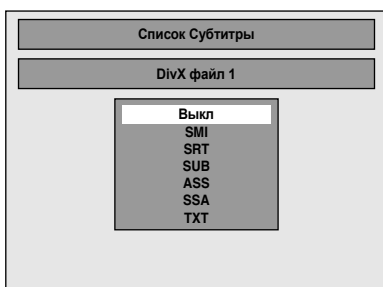 Список Субтитры
DivX файл 1
Выкл
SMI
SRT
SUB
ASS
SSA
TXT